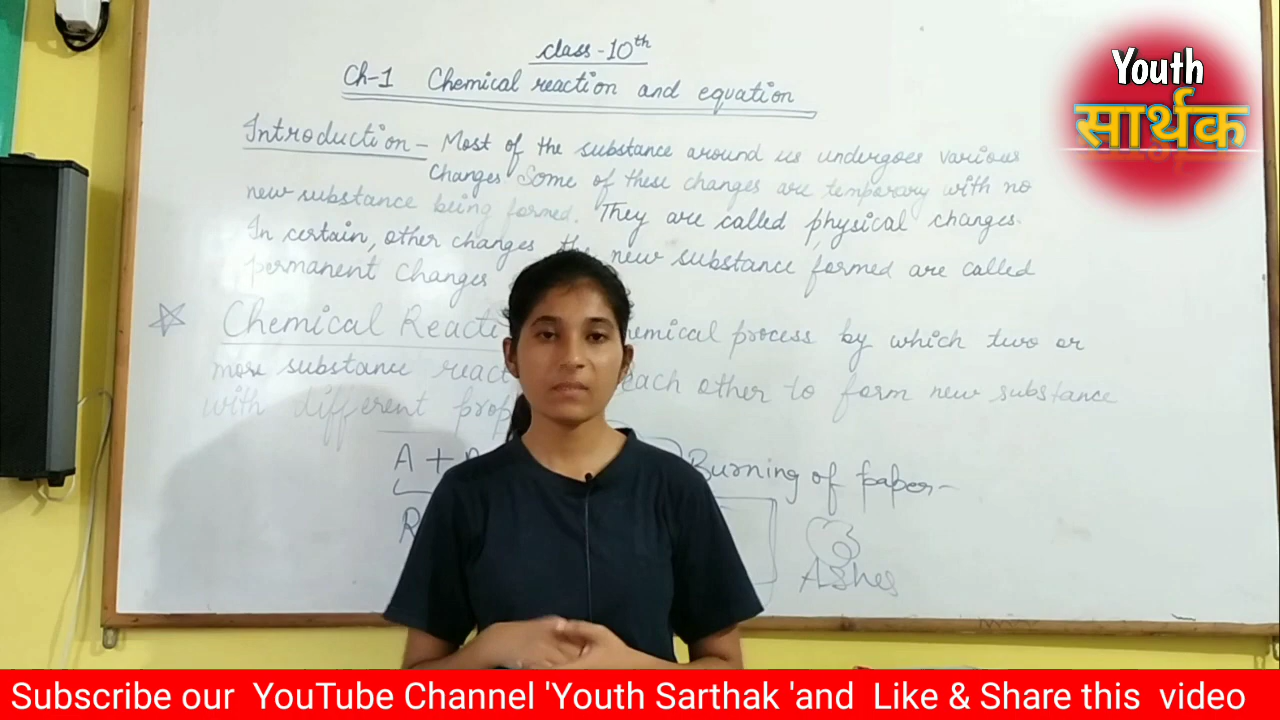 class-10th
Ch-1 Chemical reaction and equation
Youth
सार्थक
Introduction - Most of the substance around us undergoes various
Changes. Some of these changes are temporary with no
new substance being formed. They are called physical changes.
In certain, other changes the new substance formed are called
permanent changes
Chemical Reacti emical process by which two or
more substance react each other to form new substance
with different prop
A +
Burning of paper-
R
Ashes
Subscribe our YouTube Channel 'Youth Sarthak 'and Like & Share this video